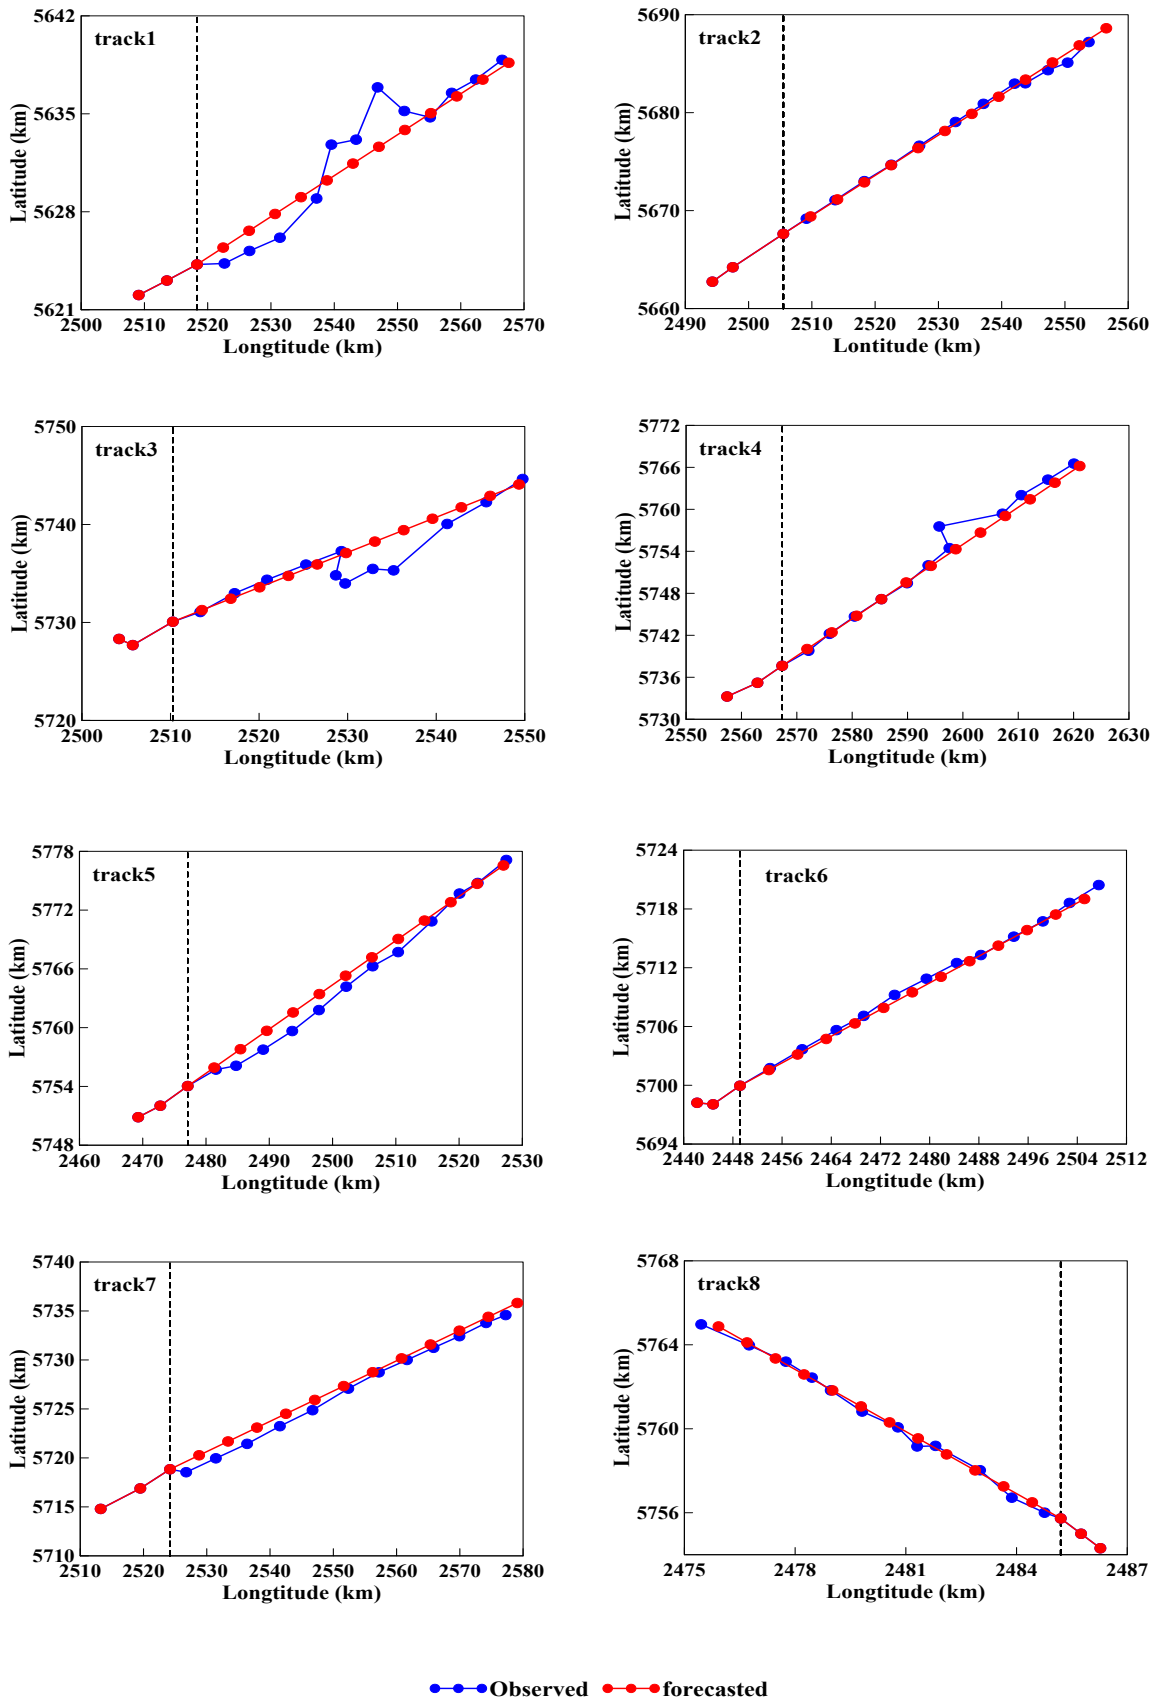 track1
5642
5635
5628
5621
Latitude (km)
2500 2510 2520 2530 2540 2550 2560 2570
Longtitude (km)
track2
5690
5680
5670
5660
Latitude (km)
2490 2500 2510 2520 2530 2540 2550 2560
Lontitude (km)
track3
5750
5740
5730
5720
Latitude (km)
2500 2510 2520 2530 2540 2550
Longtitude (km)
track4
5772
5766
5760
5754
5748
5742
5736
5730
Latitude (km)
2550 2560 2570 2580 2590 2600 2610 2620 2630
Longtitude (km)
track5
5778
5772
5766
5760
5754
5748
Latitude (km)
2460 2470 2480 2490 2500 2510 2520 2530
Longtitude (km)
track6
5724
5718
5712
5706
5700
5694
Latitude (km)
2440 2448 2456 2464 2472 2480 2488 2496 2504 2512
Longtitude (km)
track7
5740
5735
5730
5725
5720
5715
5710
Latitude (km)
2510 2520 2530 2540 2550 2560 2570 2580
Longtitude (km)
track8
5768
5764
5760
5756
Latitude (km)
2475 2478 2481 2484 2487
Longtitude (km)
Observed forecasted